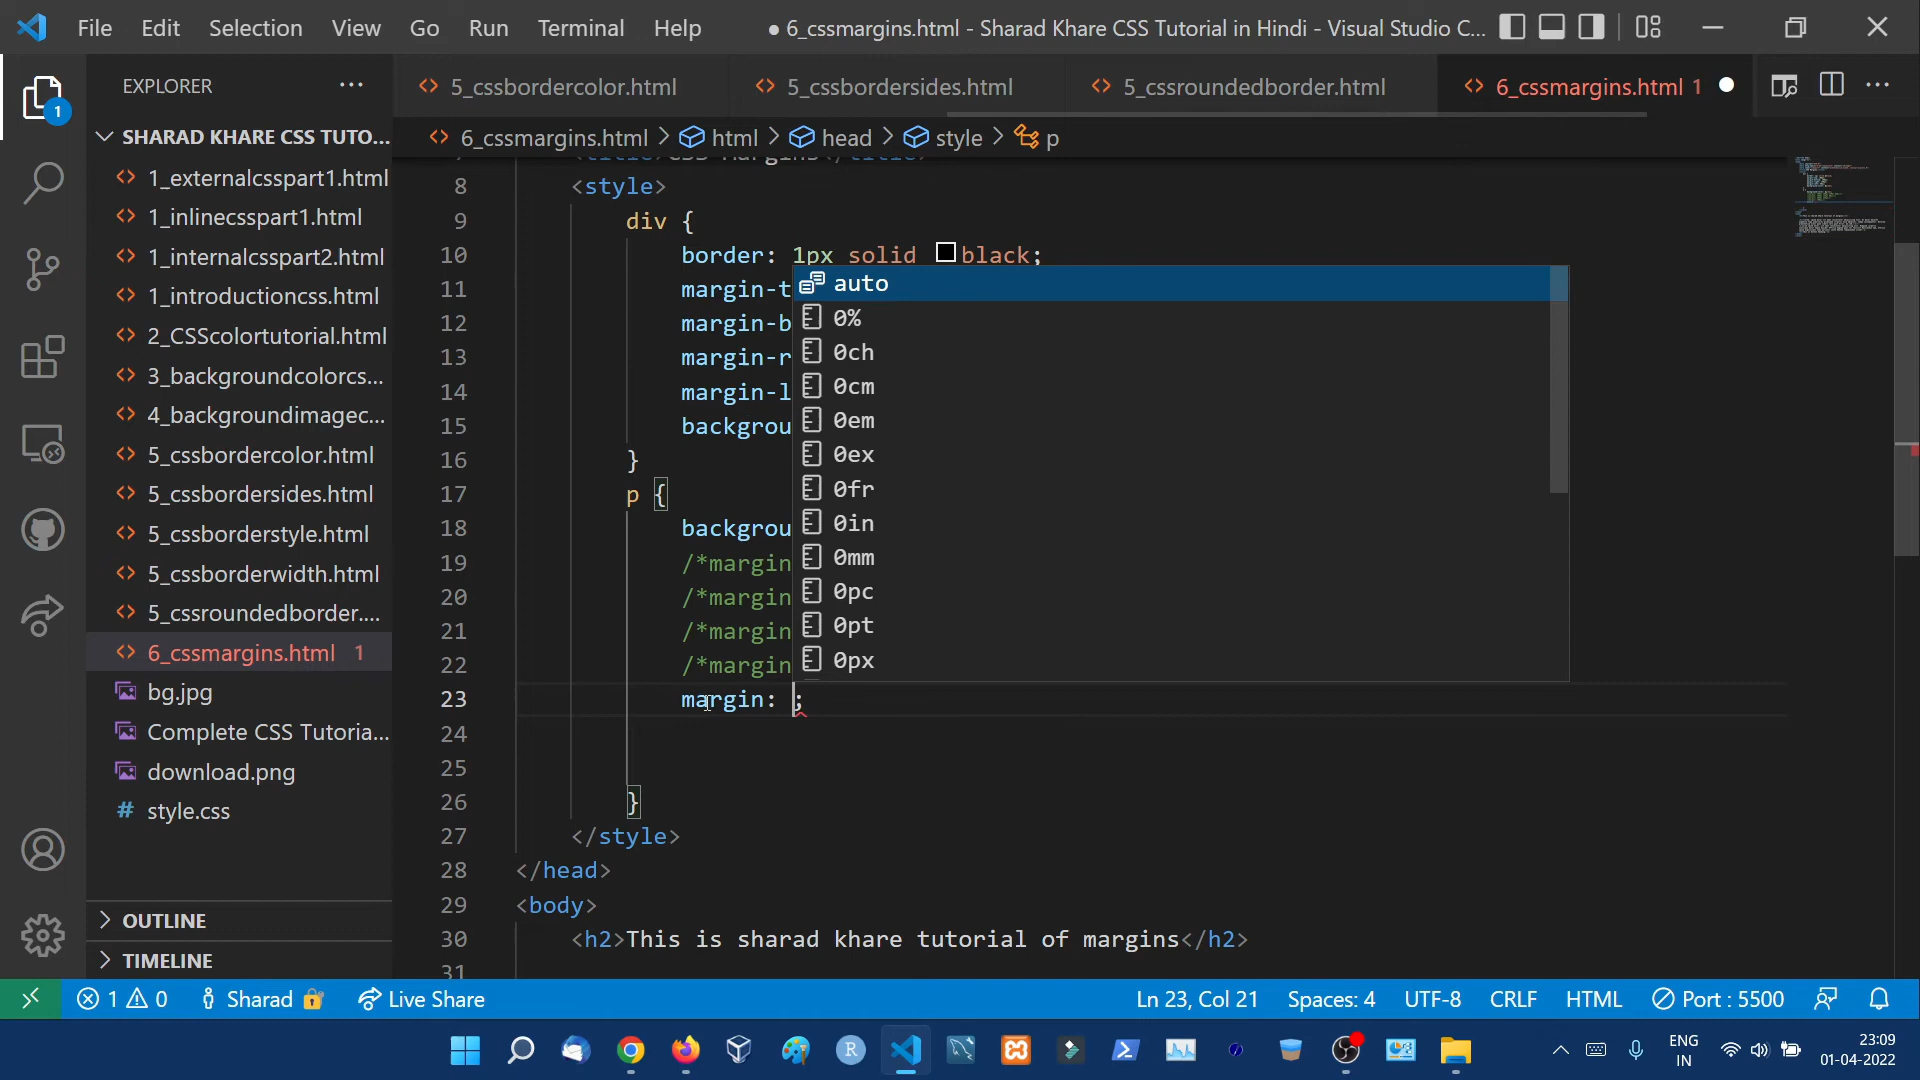 File Edit Selection View Go Run Terminal Help
● 6_cssmargins.html - Sharad Khare CSS Tutorial in Hindi - Visual Studio C...
EXPLORER ...
5_cssbordercolor.html
5_cssbordersides.html
5_cssroundedborder.html
6_cssmargins.html 1
SHARAD KHARE CSS TUTO...
6_cssmargins.html > html > head > style > p
1
1_externalcsspart1.html
1_inlinecsspart1.html
1_internalcsspart2.html
1_introductioncss.html
2_CSScolortutorial.html
3_backgroundcolorcs...
4_backgroundimagec...
5_cssbordercolor.html
5_cssbordersides.html
5_cssborderstyle.html
5_cssborderwidth.html
5_cssroundedborder....
6_cssmargins.html 1
bg.jpg
Complete CSS Tutoria...
download.png
# style.css
OUTLINE
TIMELINE
7 <title>CSS Margins</title>
8 <style>
9 div {
10 border: 1px solid black;
11 margin-t
12 margin-b
13 margin-r
14 margin-l
15 backgrou
16 }
17 p {
18 backgrou
19 /*margin
20 /*margin
21 /*margin
22 /*margin
23 margin: ;
24
25
26 }
27 </style>
28 </head>
29 <body>
30 <h2>This is sharad khare tutorial of margins</h2>
31
auto
0%
0ch
0cm
0em
0ex
0fr
0in
0mm
0pc
0pt
0px
1 0 Sharad Live Share
Ln 23, Col 21 Spaces: 4 UTF-8 CRLF HTML Port : 5500
R
ENG
IN
23:09
01-04-2022